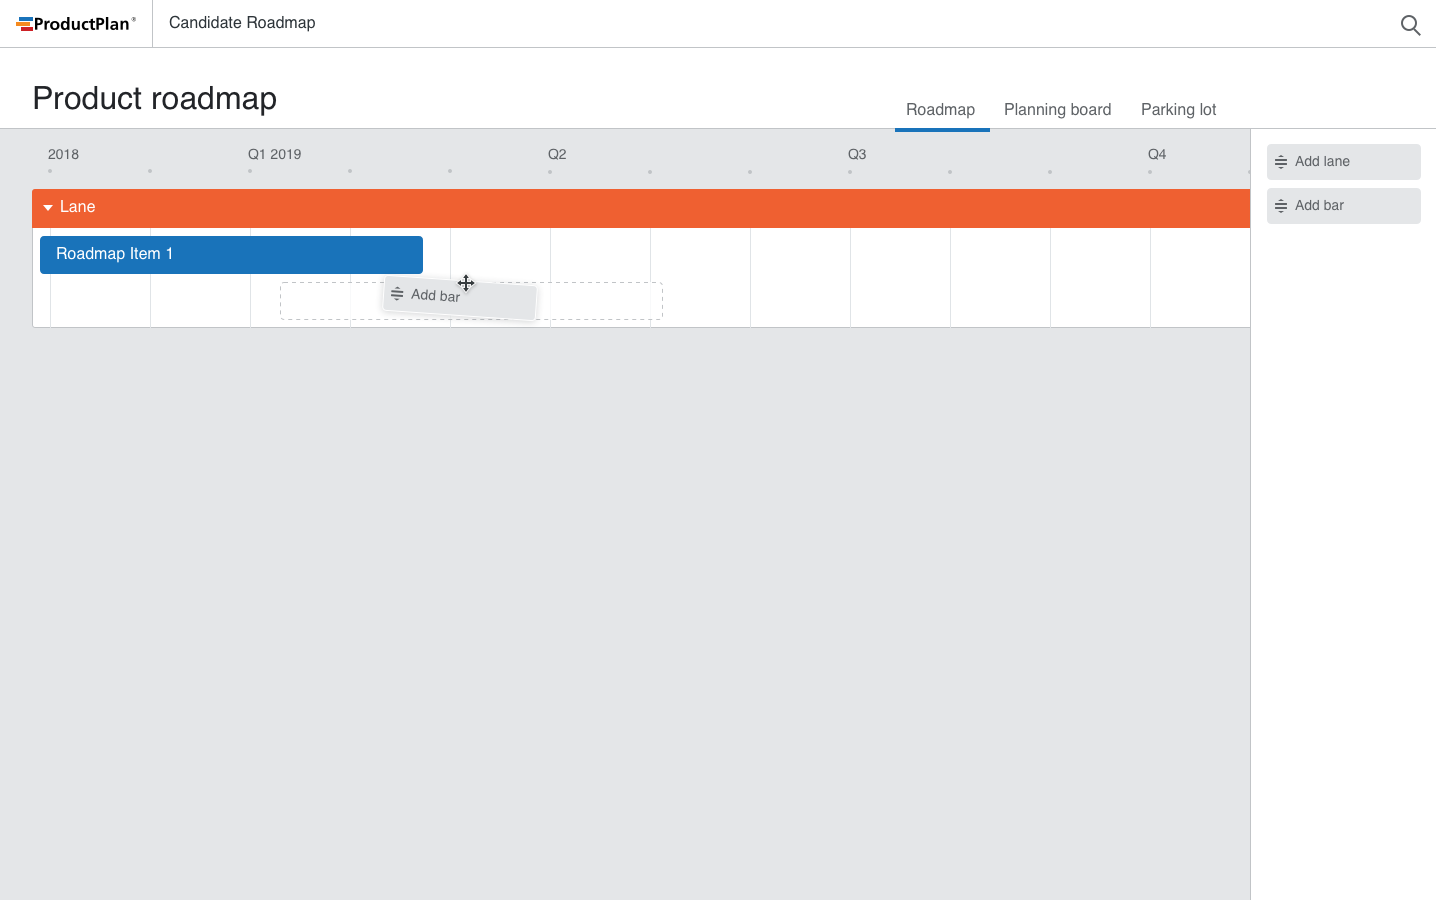 ProductPlan®
Candidate Roadmap
Product roadmap
Roadmap
Planning board
Parking lot
2018
Q1 2019
Q2
Q3
Q4
Add lane
Add bar
Lane
Roadmap Item 1
Add bar